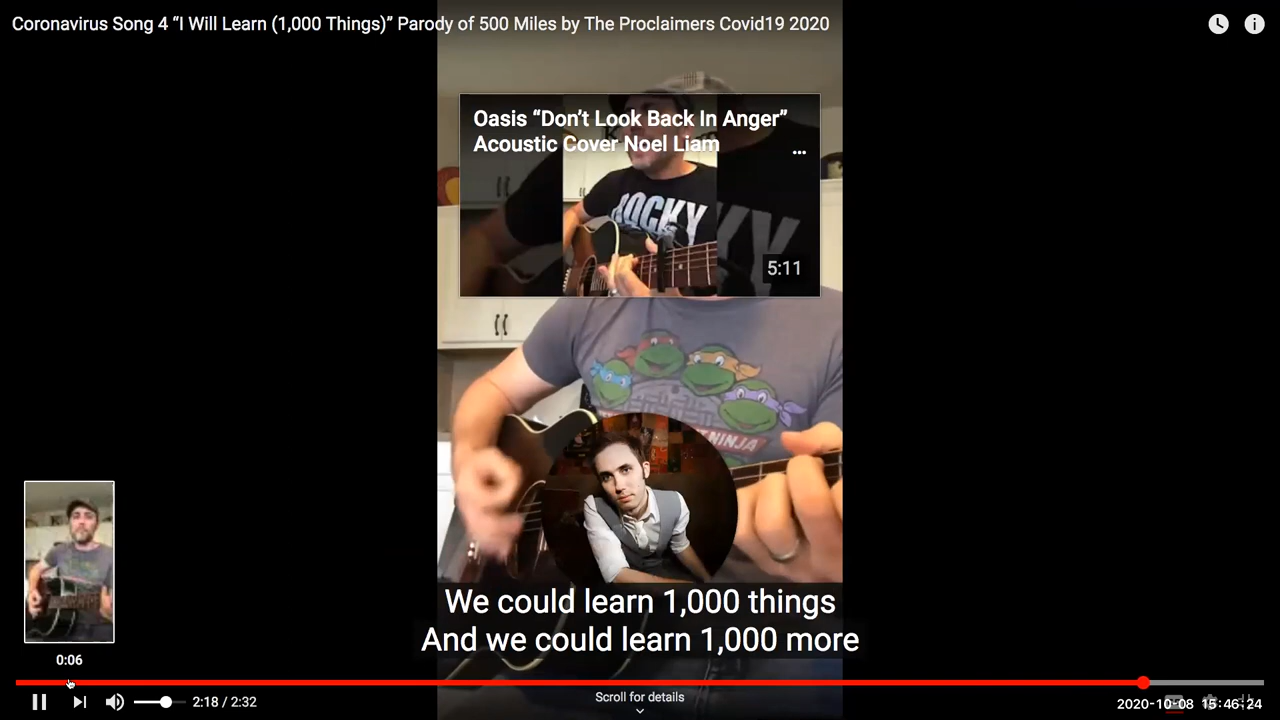 Coronavirus Song 4 “I Will Learn (1,000 Things)” Parody of 500 Miles by The Proclaimers Covid19 2020
Oasis “Don’t Look Back In Anger”
Acoustic Cover Noel Liam
ROCKY
KY
5:11
NINJA
We could learn 1,000 things
And we could learn 1,000 more
0:06
2:18 / 2:32
Scroll for details
2020-10-08 15:46:24